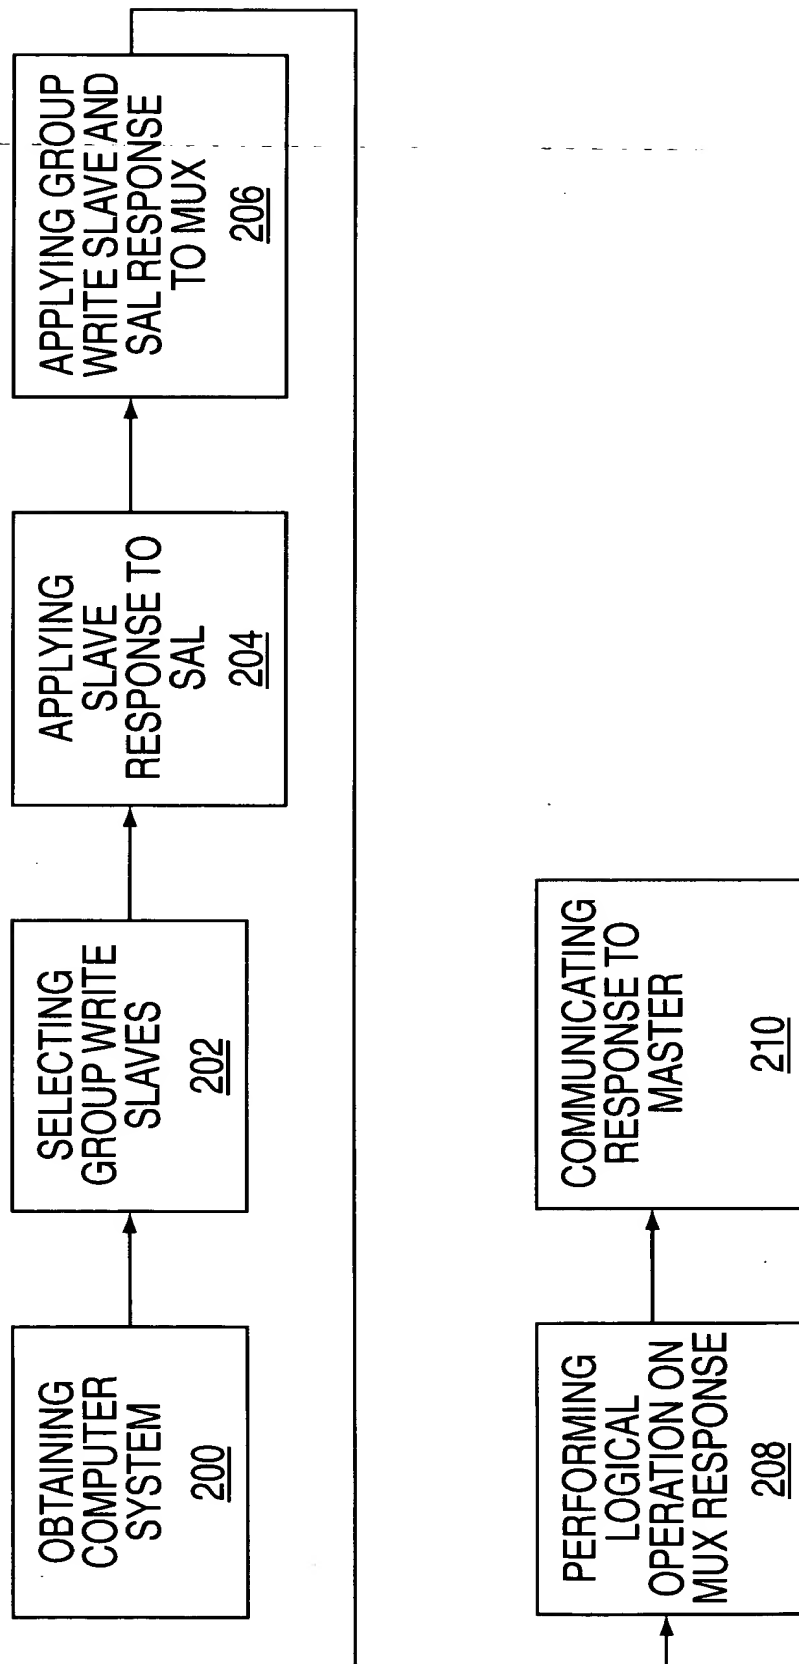 OBTAINING
COMPUTER
SYSTEM
200
SELECTING
GROUP WRITE
SLAVES
202
APPLYING
SLAVE
RESPONSE TO
SAL
204
APPLYING GROUP
WRITE SLAVE AND
SAL RESPONSE
TO MUX
206
PERFORMING
LOGICAL
OPERATION ON
MUX RESPONSE
208
COMMUNICATING
RESPONSE TO
MASTER
210